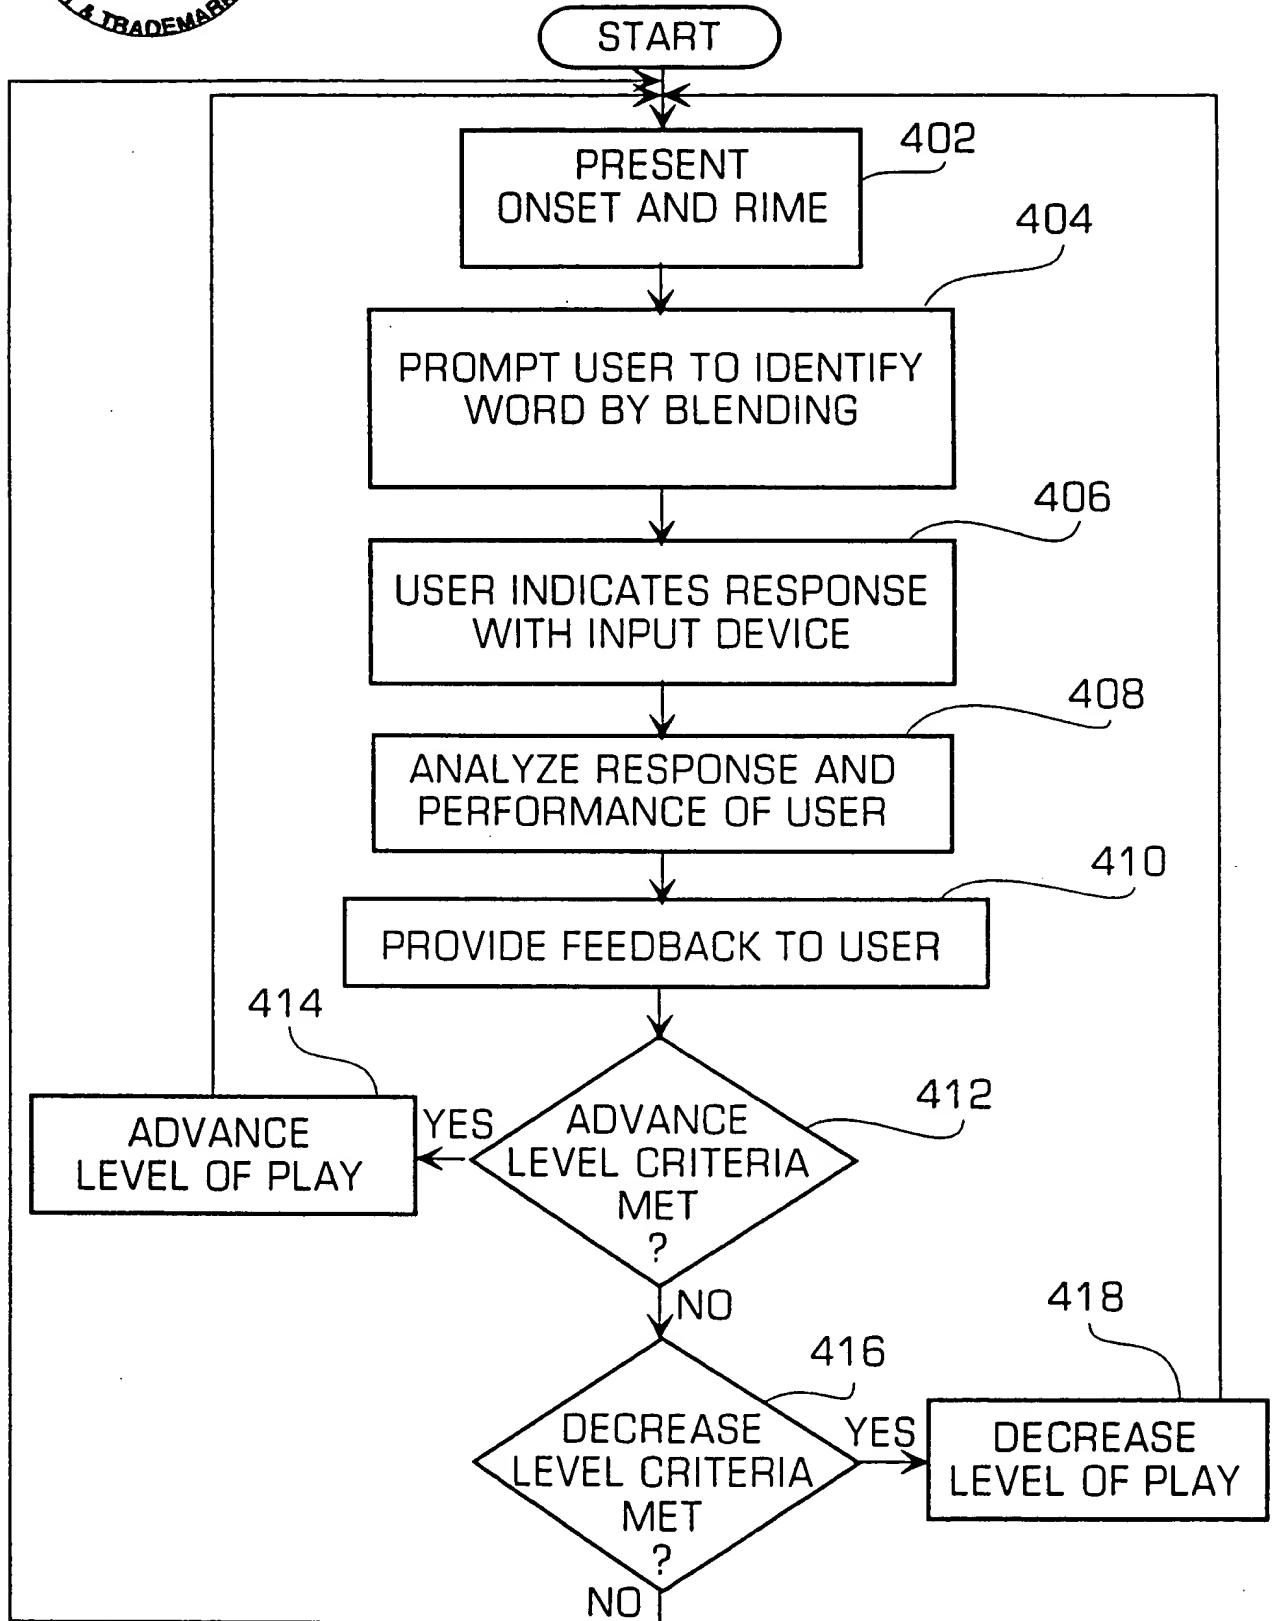 & TRADEMARK
START
402
PRESENT
ONSET AND RIME
404
PROMPT USER TO IDENTIFY
WORD BY BLENDING
406
USER INDICATES RESPONSE
WITH INPUT DEVICE
408
ANALYZE RESPONSE AND
PERFORMANCE OF USER
410
PROVIDE FEEDBACK TO USER
414
412
ADVANCE
LEVEL OF PLAY
YES
ADVANCE
LEVEL CRITERIA
MET
?
NO
418
416
DECREASE
LEVEL CRITERIA
MET
?
YES
DECREASE
LEVEL OF PLAY
NO